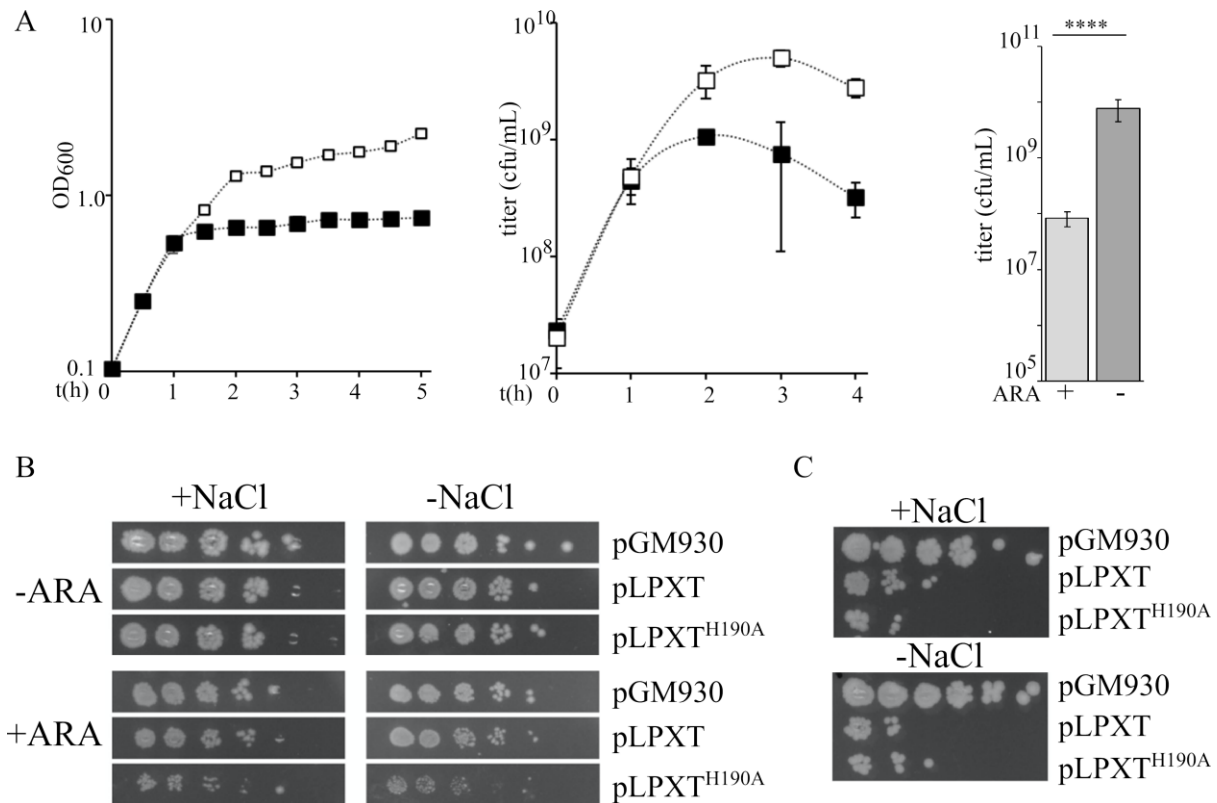 A
10
OD600
1.0
0.1
t(h) 0 1 2 3 4 5
10^10
titer (cfu/mL)
10^9
10^8
10^7
t(h) 0 1 2 3 4
****
10^11
titer (cfu/mL)
10^9
10^7
10^5
ARA + -
B
+NaCl -NaCl
-ARA
pGM930
pLPXT
pLPXT^H190A
+ARA
pGM930
pLPXT
pLPXT^H190A
C
+NaCl
pGM930
pLPXT
pLPXT^H190A
-NaCl
pGM930
pLPXT
pLPXT^H190A